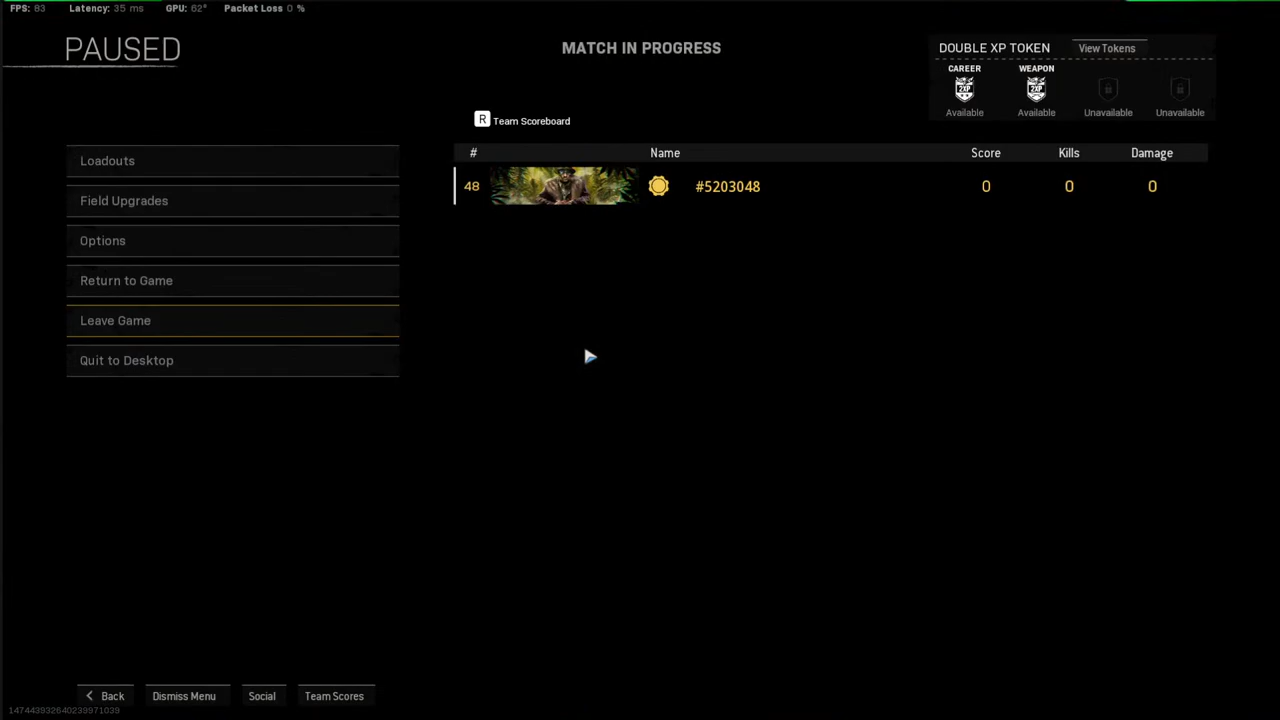 FPS: 83 Latency: 35 ms GPU: 62° Packet Loss 0 %
PAUSED
MATCH IN PROGRESS
DOUBLE XP TOKEN View Tokens
CAREER WEAPON
2XP 2XP
Available Available Unavailable Unavailable
R Team Scoreboard
# Name Score Kills Damage
48 #5203048 0 0 0
Loadouts
Field Upgrades
Options
Return to Game
Leave Game
Quit to Desktop
Back Dismiss Menu Social Team Scores